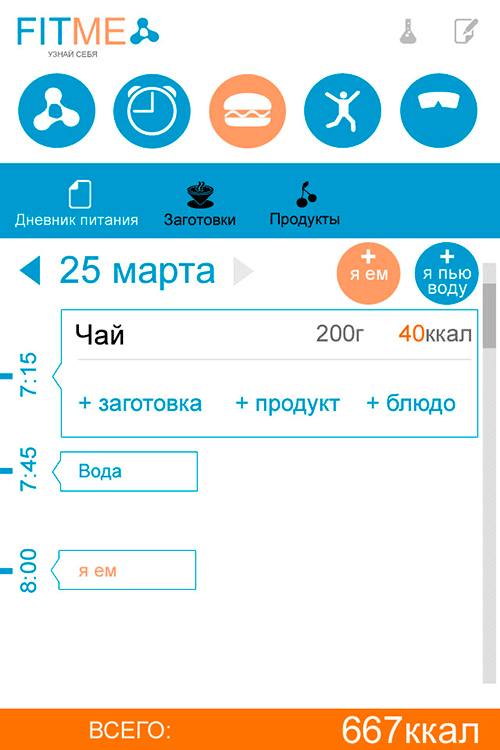 FITME
УЗНАЙ СЕБЯ
Дневник питания
Заготовки
Продукты
25 марта
+
я ем
+
я пью
воду
7:15
Чай 200г 40ккал
+ заготовка + продукт + блюдо
7:45
Вода
8:00
я ем
ВСЕГО: 667ккал